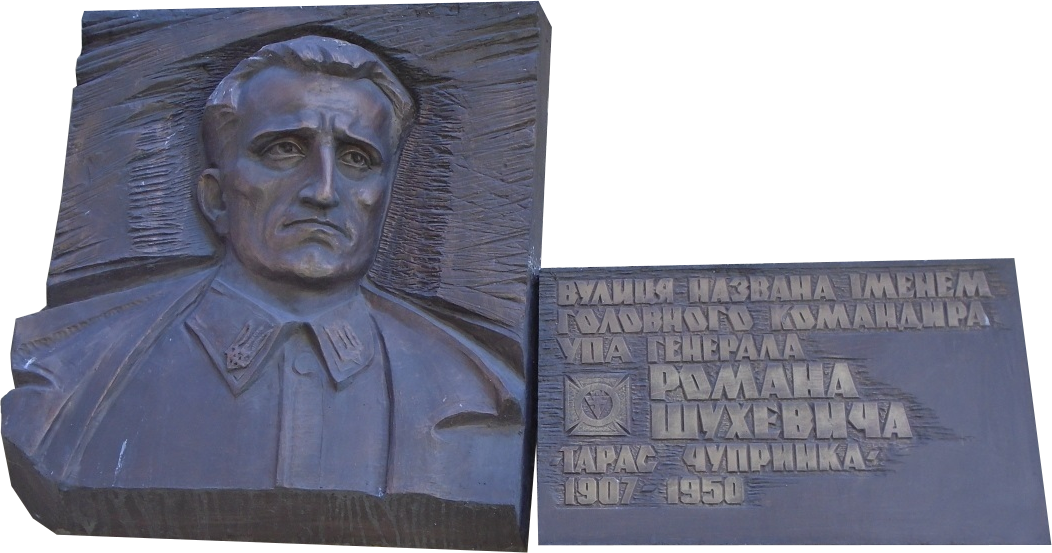 ВУЛИЦЯ НАЗВАНА ІМЕНЕМ
ГОЛОВНОГО КОМАНДИРА
УПА ГЕНЕРАЛА
РОМАНА
ШУХЕВИЧА
"ТАРАС ЧУПРИНКА"
1907 - 1950